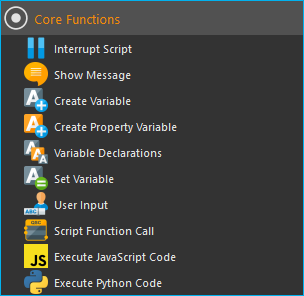 Core Functions
Interrupt Script
Show Message
Create Variable
Create Property Variable
Variable Declarations
Set Variable
User Input
Script Function Call
JS Execute JavaScript Code
Execute Python Code